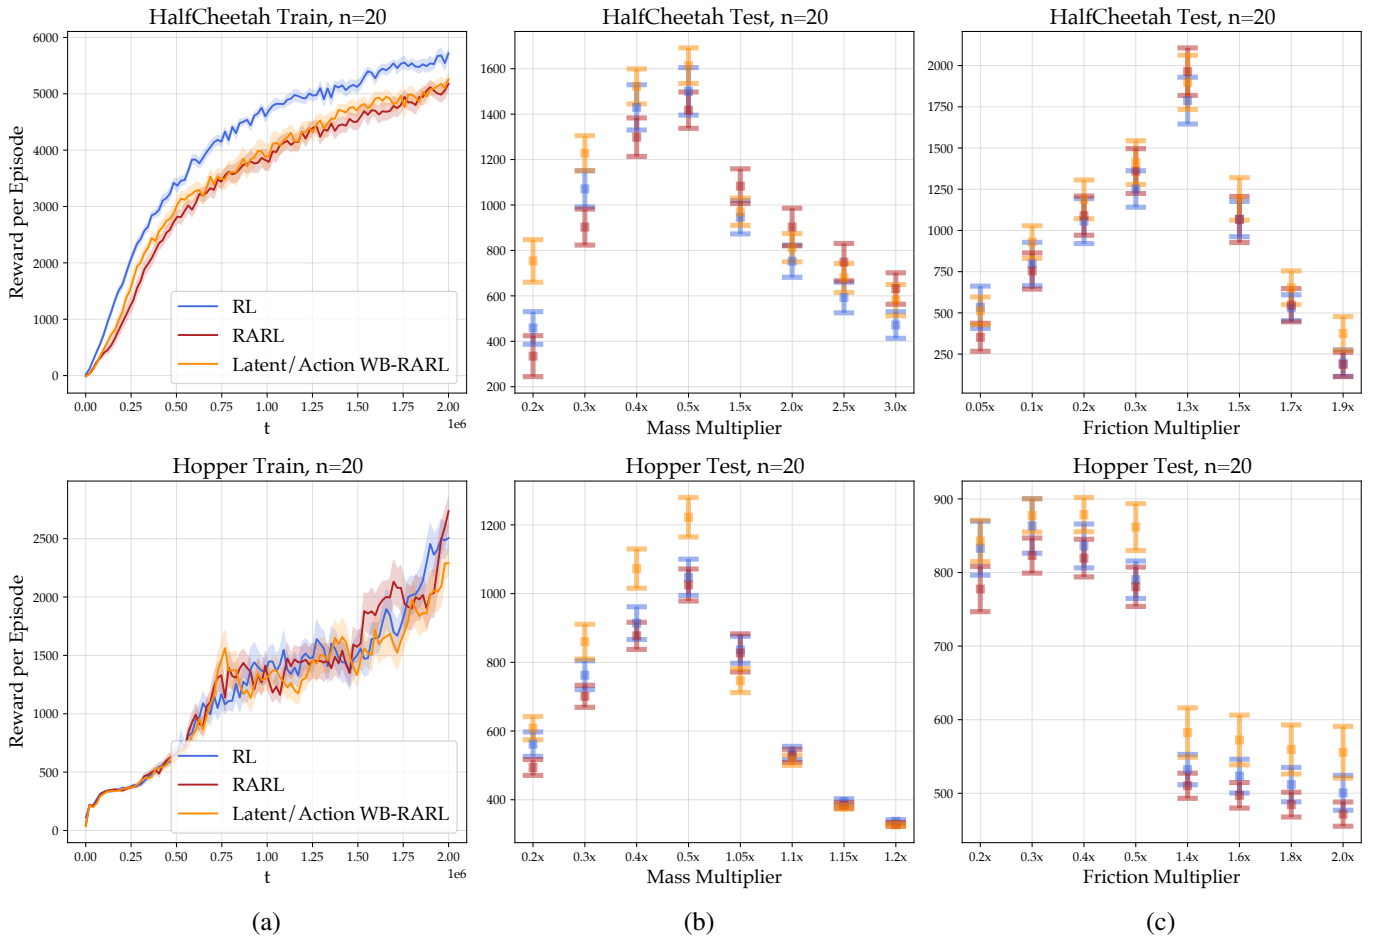 HalfCheetah Train, n=20
Reward per Episode
6000
5000
4000
3000
2000
1000
0
RL
RARL
Latent/Action WB-RARL
0.00 0.25 0.50 0.75 1.00 1.25 1.50 1.75 2.00
t
1e6
HalfCheetah Test, n=20
1600
1400
1200
1000
800
600
400
200
0.2x 0.3x 0.4x 0.5x 1.5x 2.0x 2.5x 3.0x
Mass Multiplier
HalfCheetah Test, n=20
2000
1750
1500
1250
1000
750
500
250
0.05x 0.1x 0.2x 0.3x 1.3x 1.5x 1.7x 1.9x
Friction Multiplier
Hopper Train, n=20
Reward per Episode
2500
2000
1500
1000
500
0
RL
RARL
Latent/Action WB-RARL
0.00 0.25 0.50 0.75 1.00 1.25 1.50 1.75 2.00
t
1e6
Hopper Test, n=20
1200
1000
800
600
400
0.2x 0.3x 0.4x 0.5x 1.05x 1.1x 1.15x 1.2x
Mass Multiplier
Hopper Test, n=20
900
800
700
600
500
0.2x 0.3x 0.4x 0.5x 1.4x 1.6x 1.8x 2.0x
Friction Multiplier
(a)
(b)
(c)